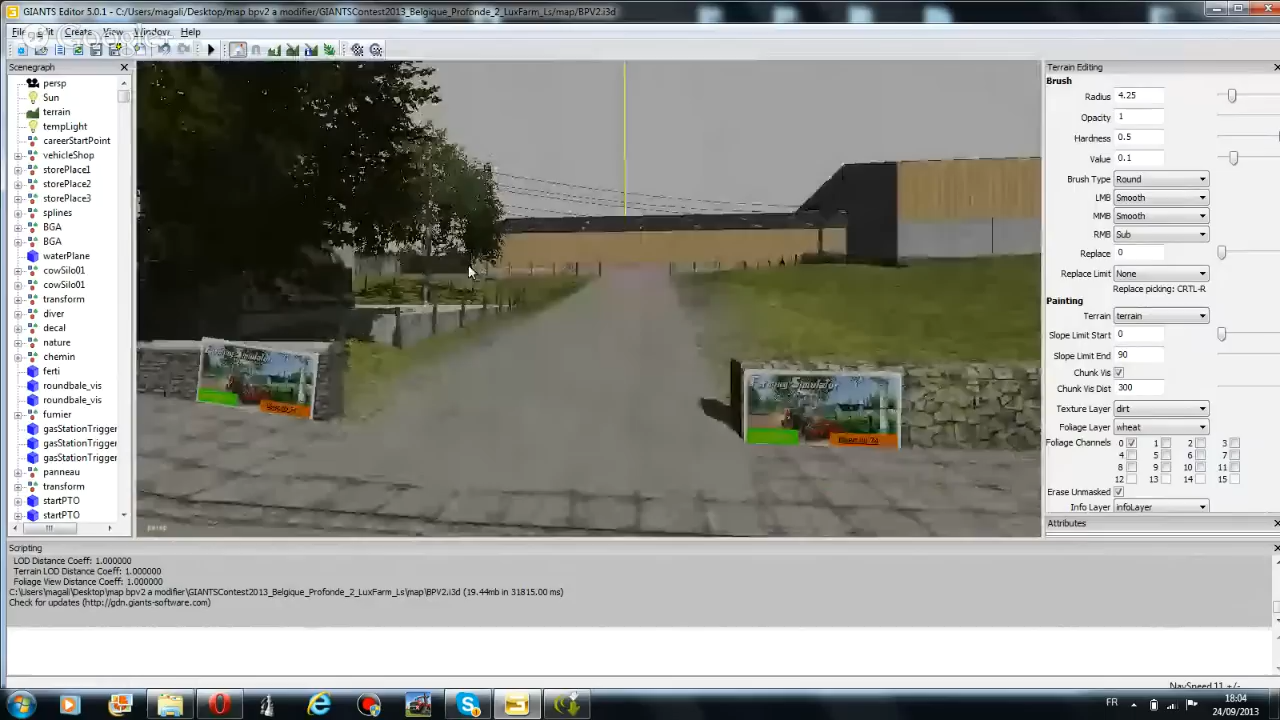 GIANTS Editor 5.0.1 - C:/Users/magali/Desktop/map bpv2 a modifier/GIANTSContest2013_Belgique_Profonde_2_LuxFarm_Ls/map/BPV2.i3d
Create View Window Help
Scenegraph
persp
Sun
terrain
tempLight
careerStartPoint
vehicleShop
storePlace1
storePlace2
storePlace3
splines
BGA
BGA
waterPlane
cowSilo01
cowSilo01
transform
diver
decal
nature
chemin
ferti
roundbale_vis
roundbale_vis
fumier
gasStationTrigger
gasStationTrigger
gasStationTrigger
panneau
transform
startPTO
startPTO
Farming Simulator
Farming Simulator
persp
Terrain Editing
Brush
Radius 4.25
Opacity 1
Hardness 0.5
Value 0.1
Brush Type Round
LMB Smooth
MMB Smooth
RMB Sub
Replace 0
Replace Limit None
Replace picking: CRTL-R
Painting
Terrain terrain
Slope Limit Start 0
Slope Limit End 90
Chunk Vis
Chunk Vis Dist 300
Texture Layer dirt
Foliage Layer wheat
Foliage Channels 0 1 2 3
4 5 6 7
8 9 10 11
12 13 14 15
Erase Unmasked
Info Layer infoLayer
Attributes
Scripting
LOD Distance Coeff: 1.000000
Terrain LOD Distance Coeff: 1.000000
Foliage View Distance Coeff: 1.000000
C:\Users\magali\Desktop\map bpv2 a modifier\GIANTSContest2013_Belgique_Profonde_2_LuxFarm_Ls\map\BPV2.i3d (19.44mb in 31815.00 ms)
Check for updates (http://gdn.giants-software.com)
NavSpeed 11 +/-
FR
18:04
24/09/2013